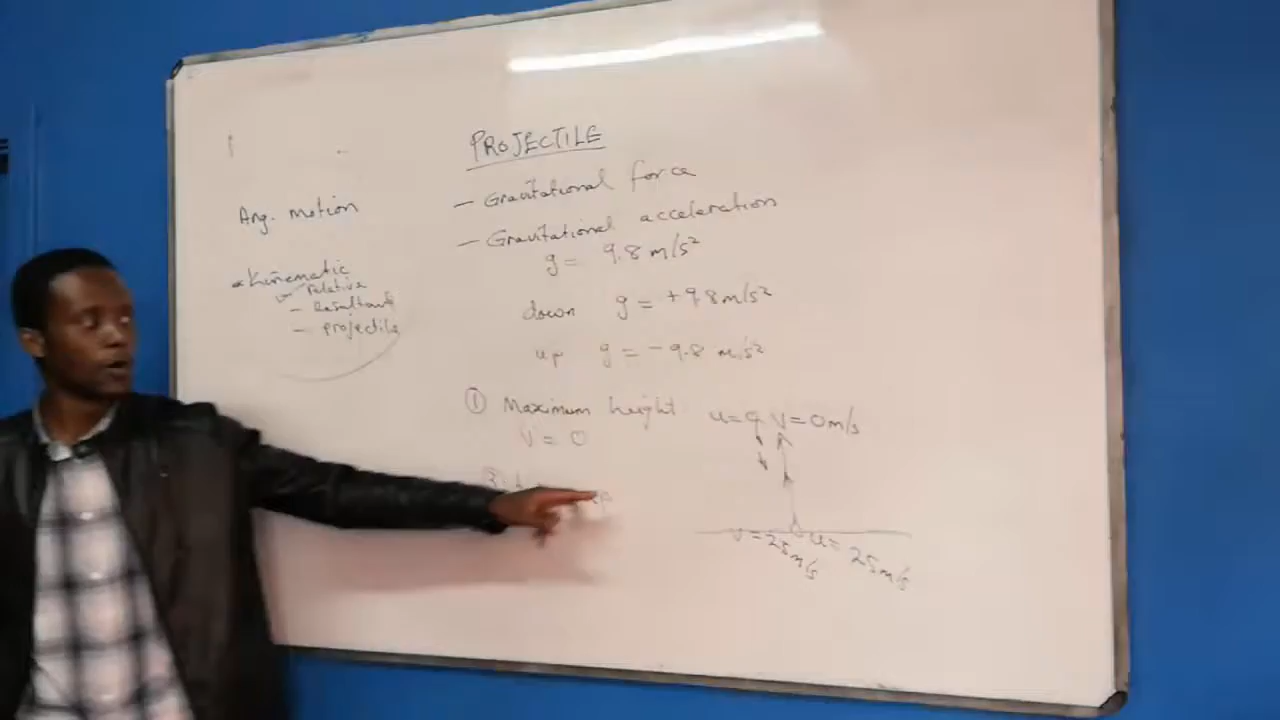 Ang. motion
Kinematic
relative
- Resultant
- projectile
PROJECTILE
- Gravitational force
- Gravitational acceleration
g = 9.8 m/s²
down g = +9.8 m/s²
up g = -9.8 m/s²
① Maximum height
V = 0
u=0 V=0m/s
V=25m/s u= 25m/s